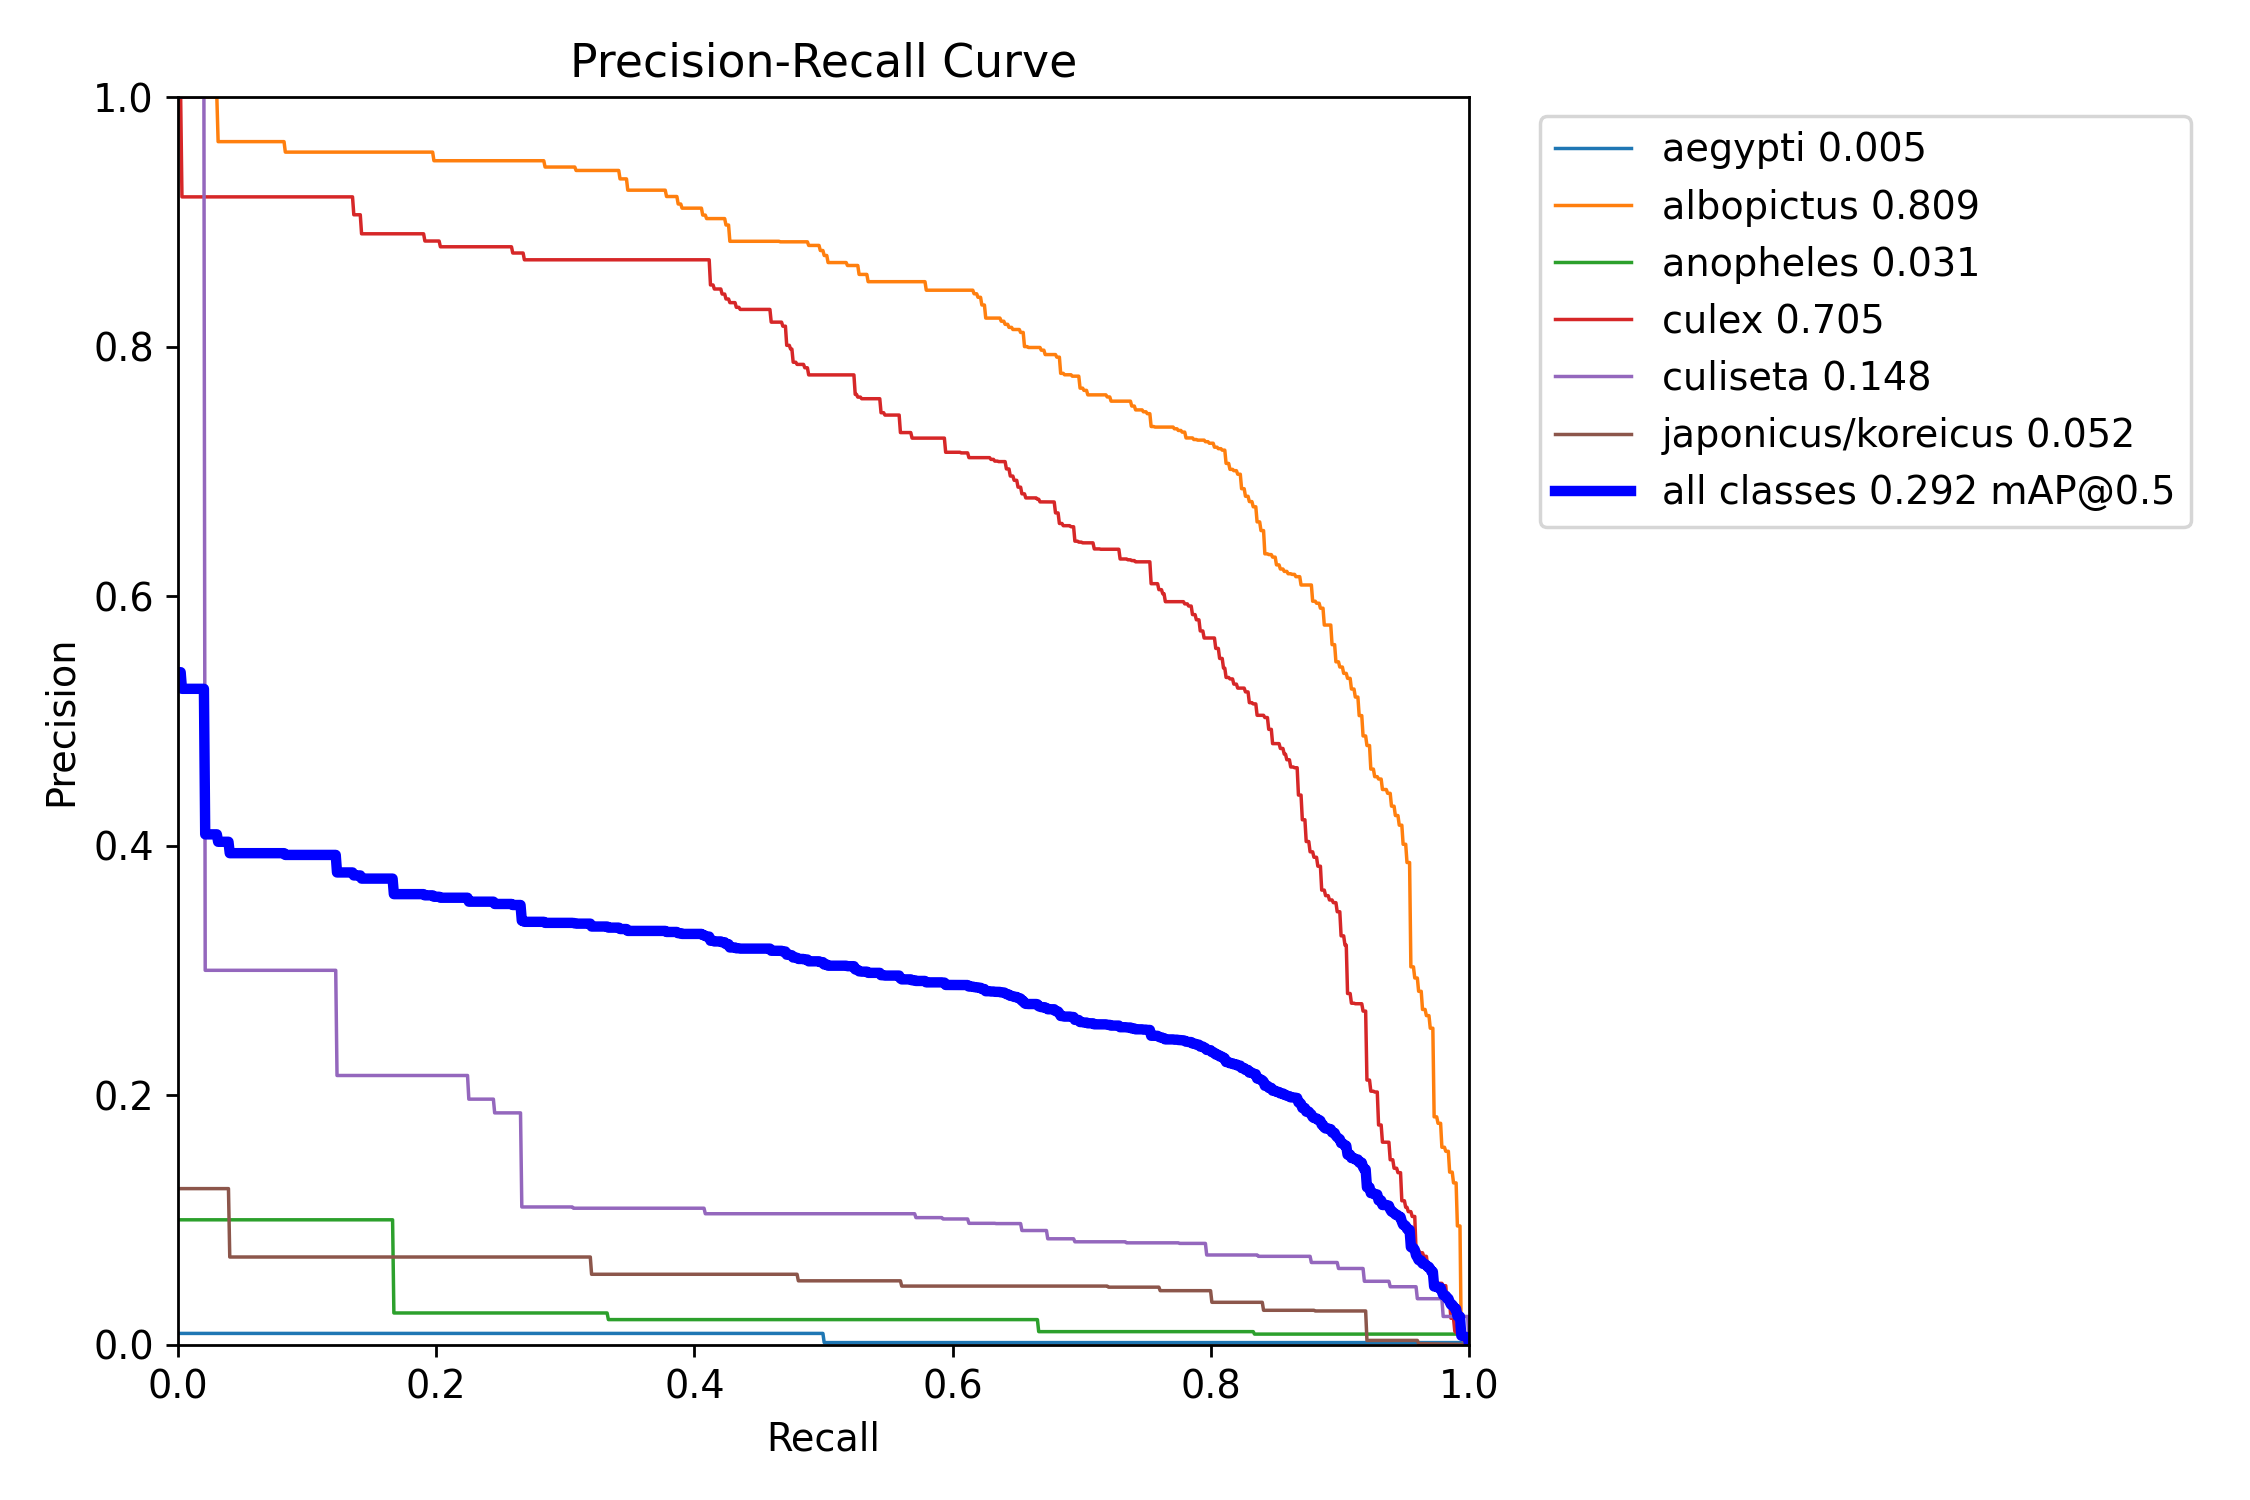 Precision-Recall Curve
1.0
0.8
0.6
0.4
0.2
0.0
Precision
0.0 0.2 0.4 0.6 0.8 1.0
Recall
aegypti 0.005
albopictus 0.809
anopheles 0.031
culex 0.705
culiseta 0.148
japonicus/koreicus 0.052
all classes 0.292 mAP@0.5